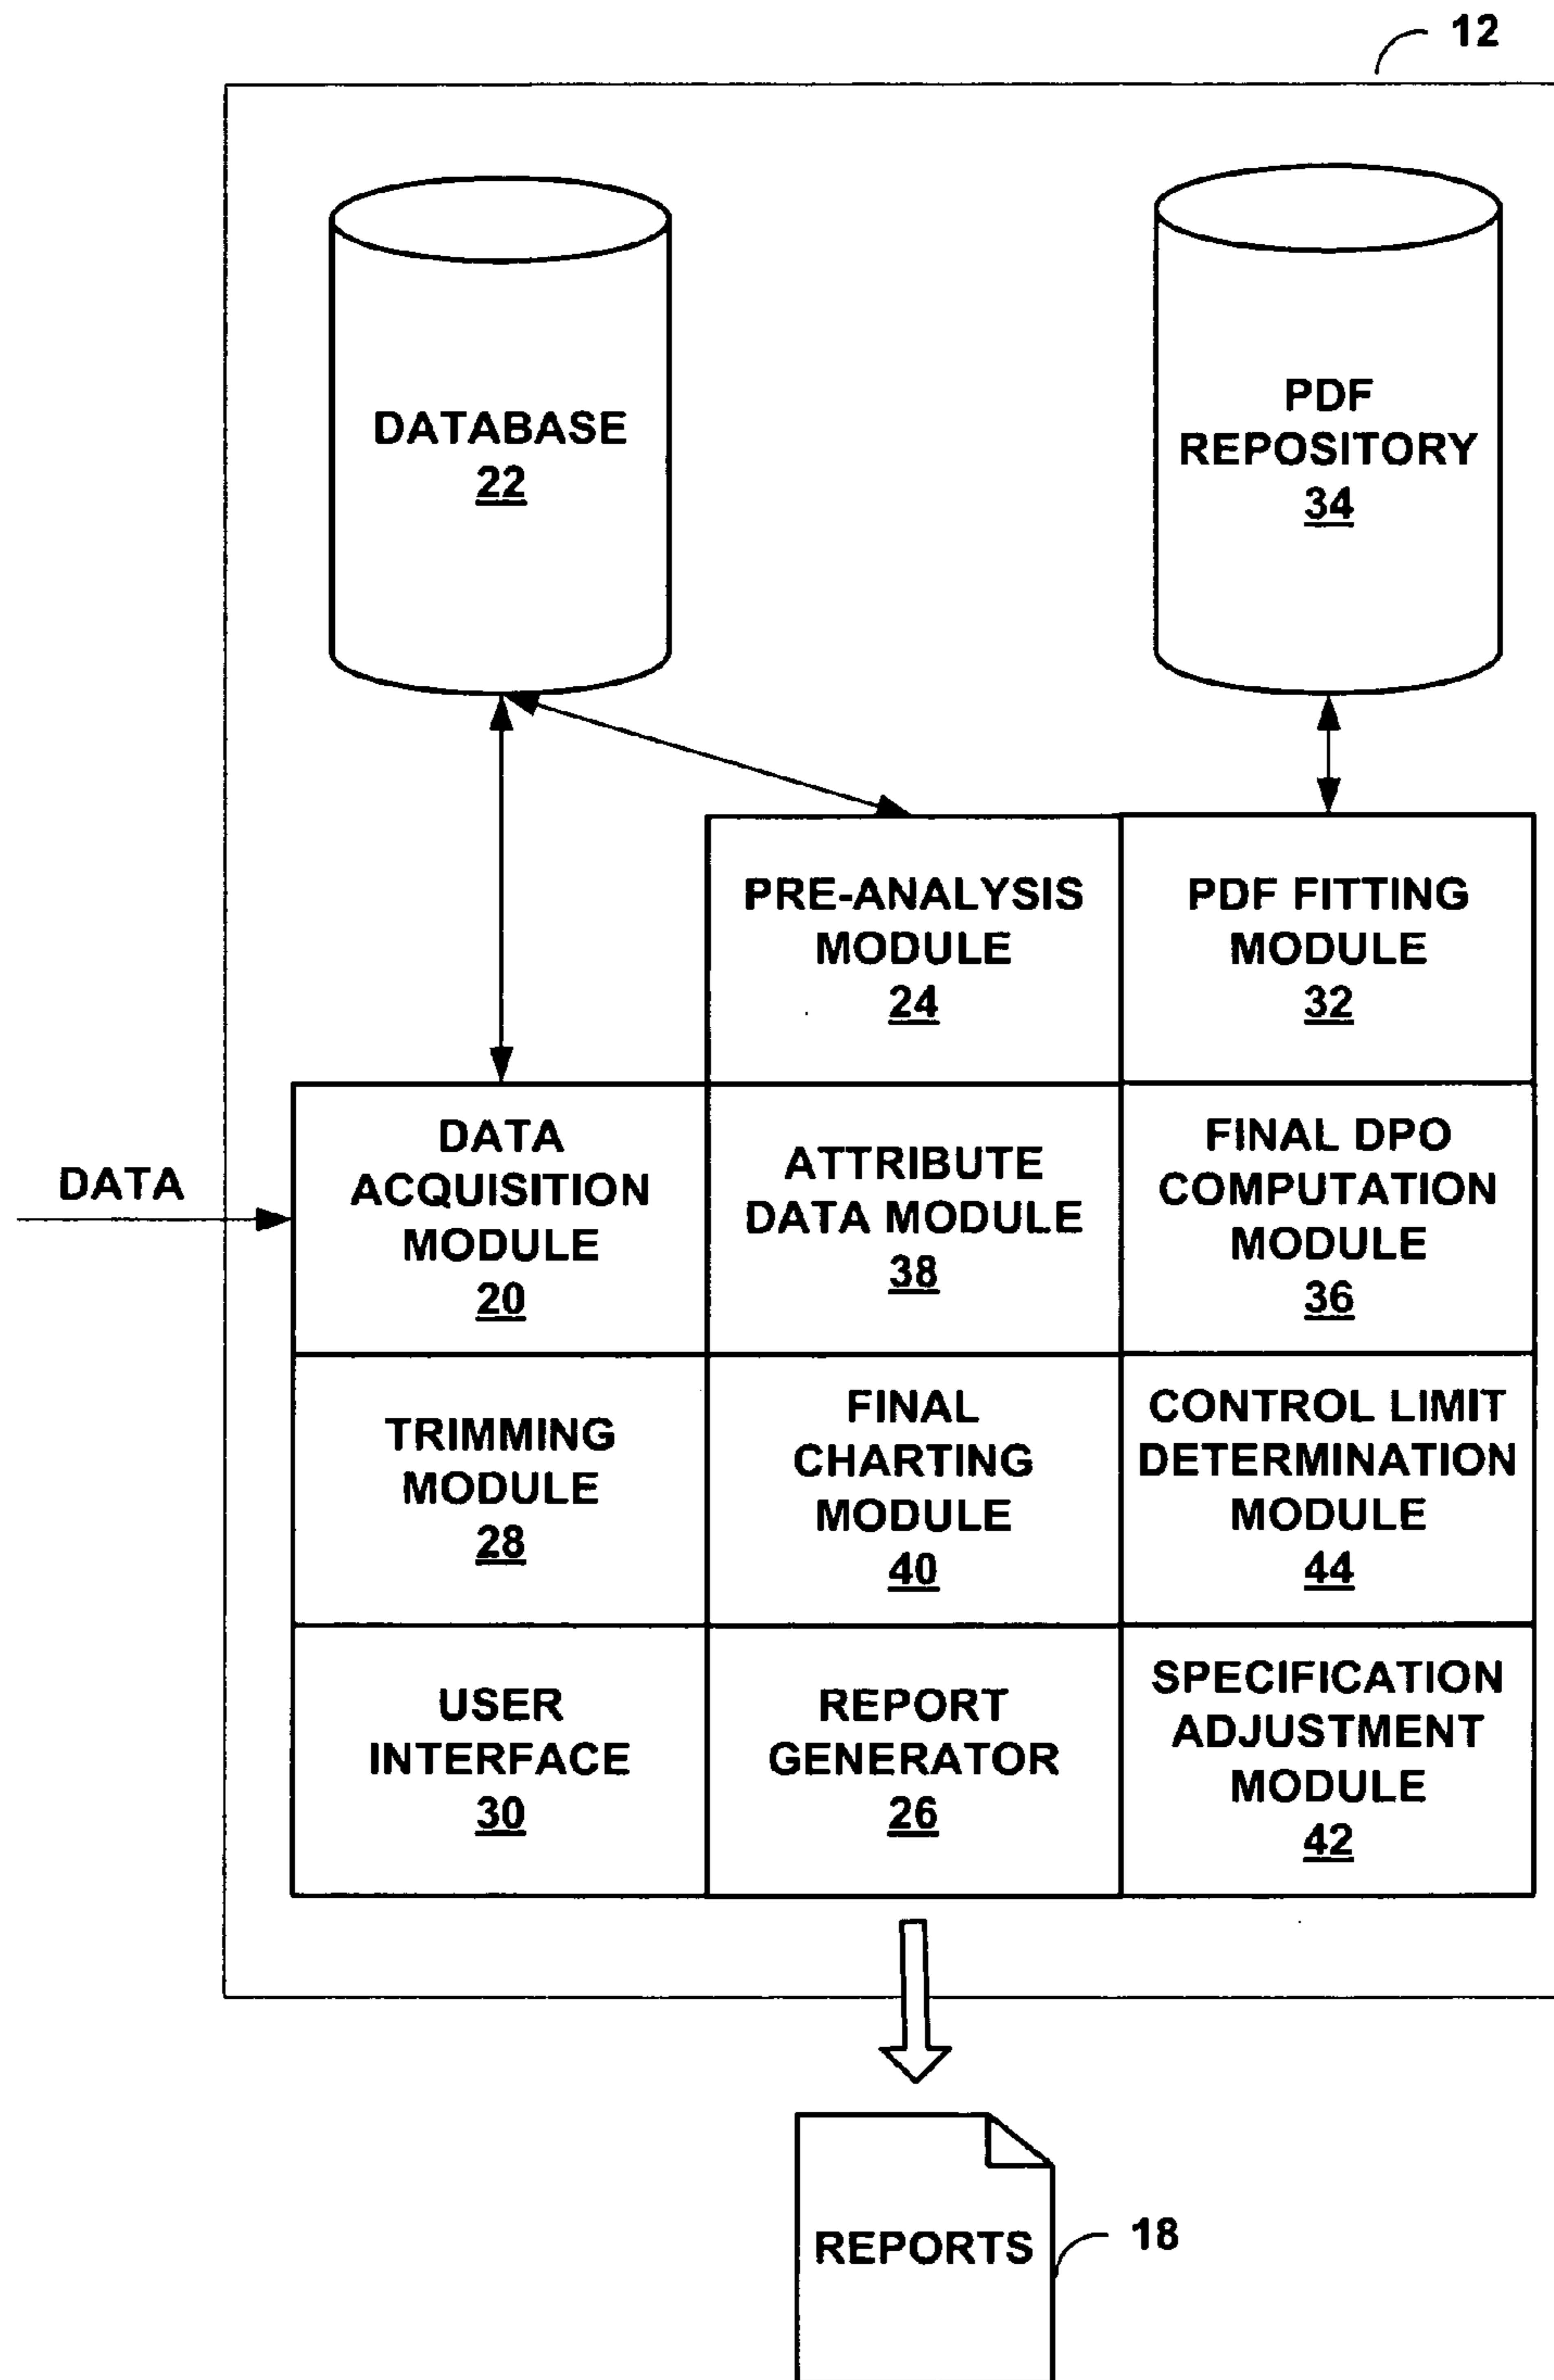 12
DATABASE
22
PDF
REPOSITORY
34
PRE-ANALYSIS
MODULE
24
PDF FITTING
MODULE
32
DATA
DATA
ACQUISITION
MODULE
20
ATTRIBUTE
DATA MODULE
38
FINAL DPO
COMPUTATION
MODULE
36
TRIMMING
MODULE
28
FINAL
CHARTING
MODULE
40
CONTROL LIMIT
DETERMINATION
MODULE
44
USER
INTERFACE
30
REPORT
GENERATOR
26
SPECIFICATION
ADJUSTMENT
MODULE
42
REPORTS
18